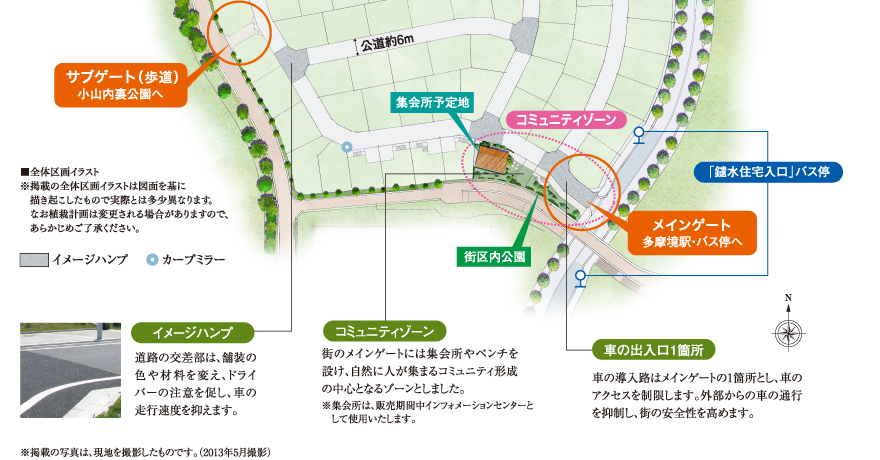 公道約6m
サブゲート（歩道）
小山内裏公園へ
集会所予定地
コミュニティゾーン
「鑓水住宅入口」バス停
メインゲート
多摩境駅・バス停へ
街区内公園
■全体区画イラスト
※掲載の全体区画イラストは図面を基に
描き起こしたもので実際とは多少異なります。
なお植栽計画は変更される場合がありますので、
あらかじめご了承ください。
イメージハンプ
カーブミラー
N
イメージハンプ
道路の交差部は、舗装の
色や材料を変え、ドライ
バーの注意を促し、車の
走行速度を抑えます。
コミュニティゾーン
街のメインゲートには集会所やベンチを
設け、自然に人が集まるコミュニティ形成
の中心となるゾーンとしました。
※集会所は、販売期間中インフォメーションセンターと
して使用いたします。
車の出入口1箇所
車の導入路はメインゲートの1箇所とし、車の
アクセスを制限します。外部からの車の通行
を抑制し、街の安全性を高めます。
※掲載の写真は、現地を撮影したものです。（2013年5月撮影）